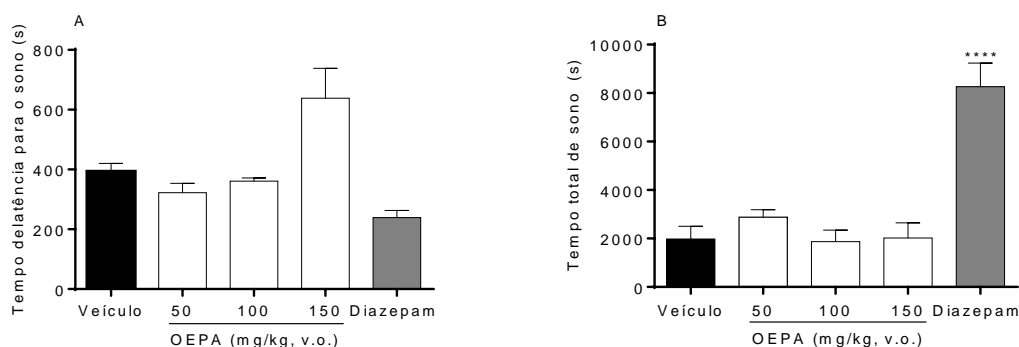 A
Tempo delatência para o sono (s)
800
600
400
200
0
Veículo 50 100 150 Diazepam
OEPA (mg/kg, v.o.)
B
Tempo total de sono (s)
10000
8000
6000
4000
2000
0
****
Veículo 50 100 150 Diazepam
OEPA (mg/kg, v.o.)